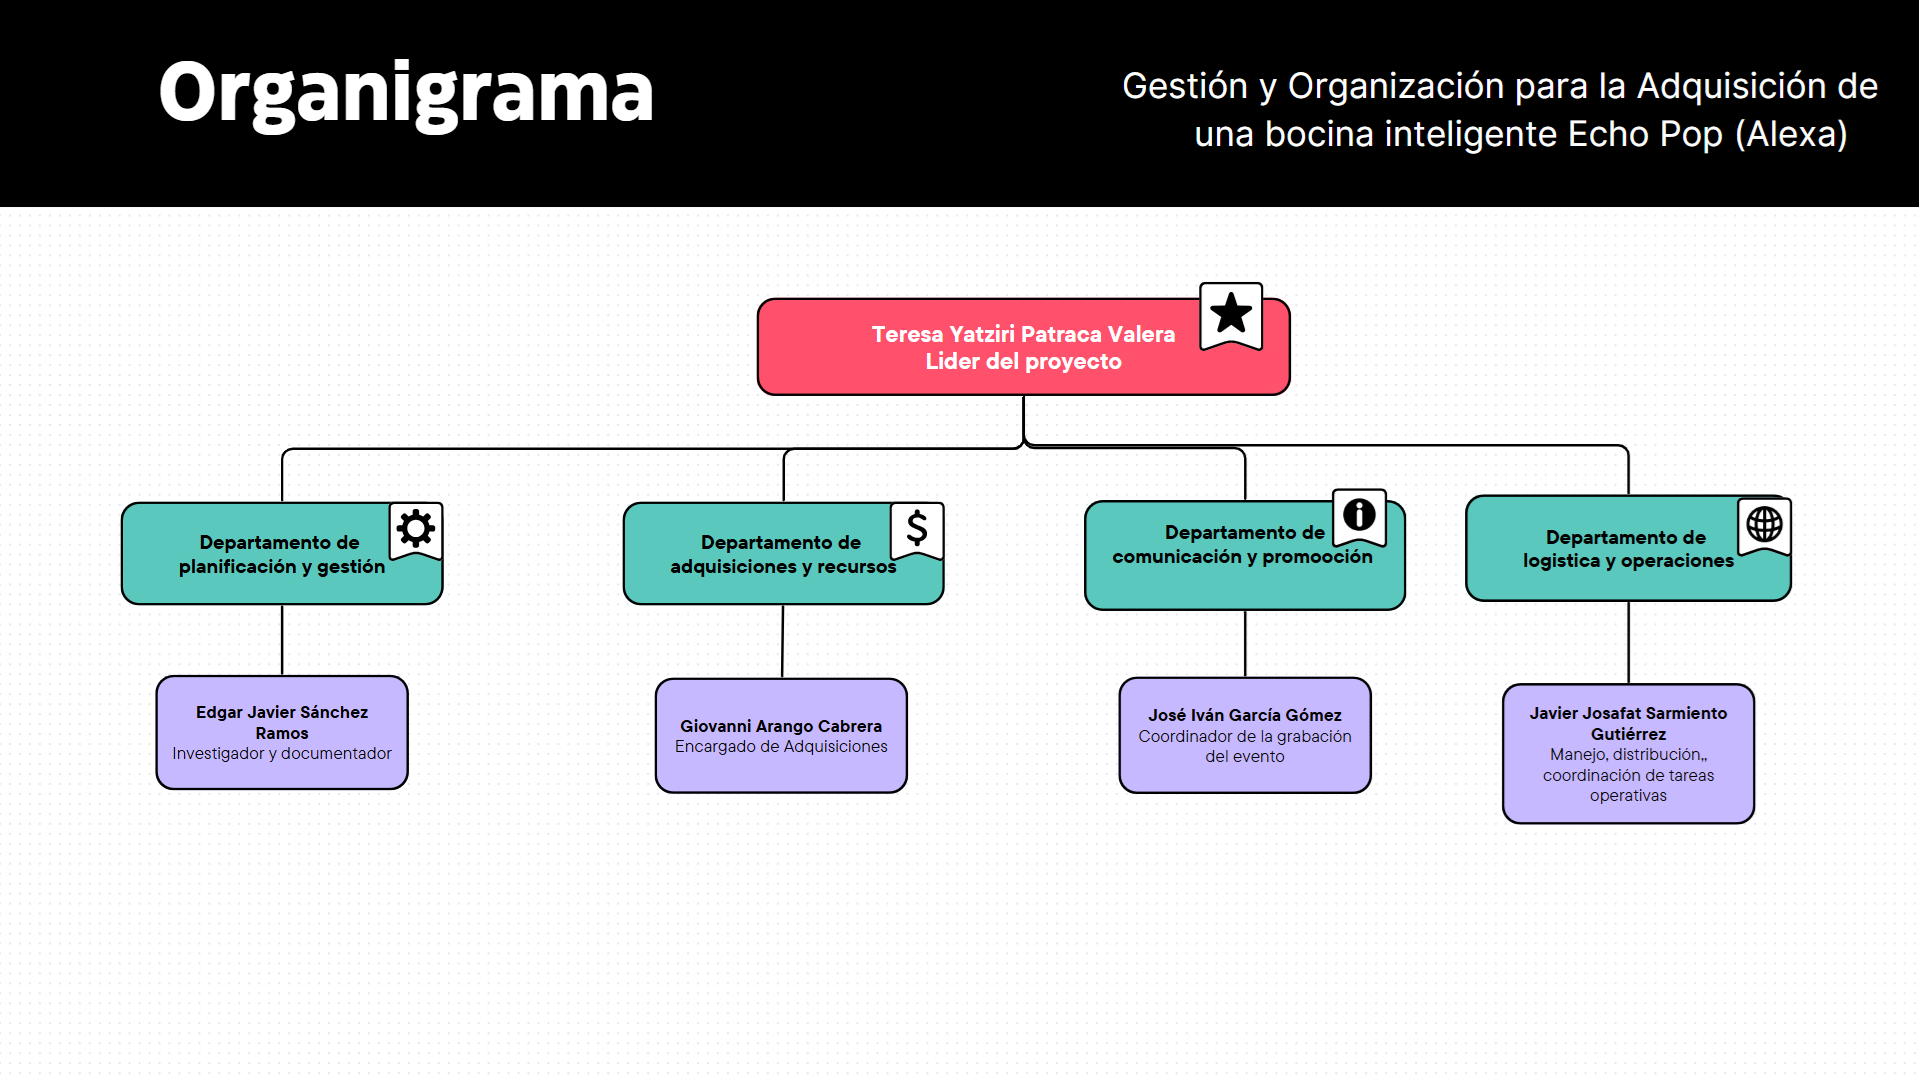 Organigrama
Gestión y Organización para la Adquisición de
una bocina inteligente Echo Pop (Alexa)
Teresa Yatziri Patraca Valera
Lider del proyecto
Departamento de
planificación y gestión
Departamento de
adquisiciones y recursos
Departamento de
comunicación y promooción
Departamento de
logistica y operaciones
Edgar Javier Sánchez
Ramos
Investigador y documentador
Giovanni Arango Cabrera
Encargado de Adquisiciones
José Iván García Gómez
Coordinador de la grabación
del evento
Javier Josafat Sarmiento
Gutiérrez
Manejo, distribución,,
coordinación de tareas
operativas